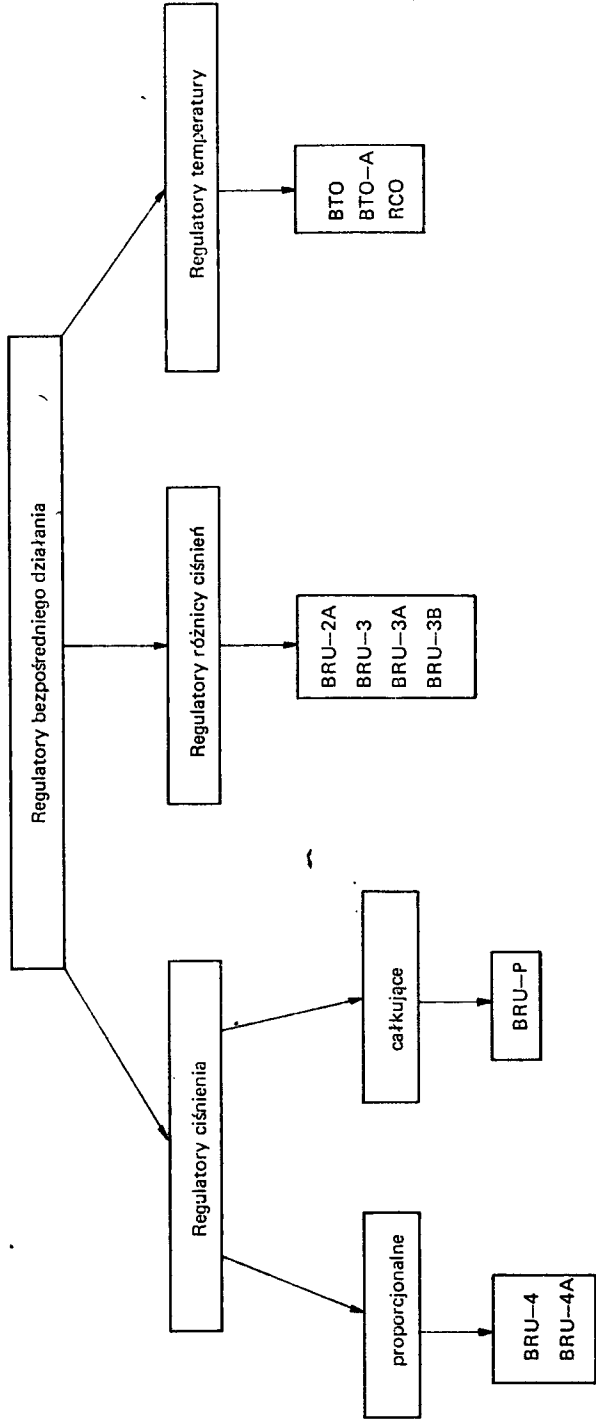 Regulatory bezpośredniego działania
Regulatory ciśnienia
Regulatory różnicy ciśnień
Regulatory temperatury
proporcjonalne
całkujące
BRU–4
BRU–4A
BRU–P
BRU–2A
BRU–3
BRU–3A
BRU–3B
BTO
BTO–A
RCO